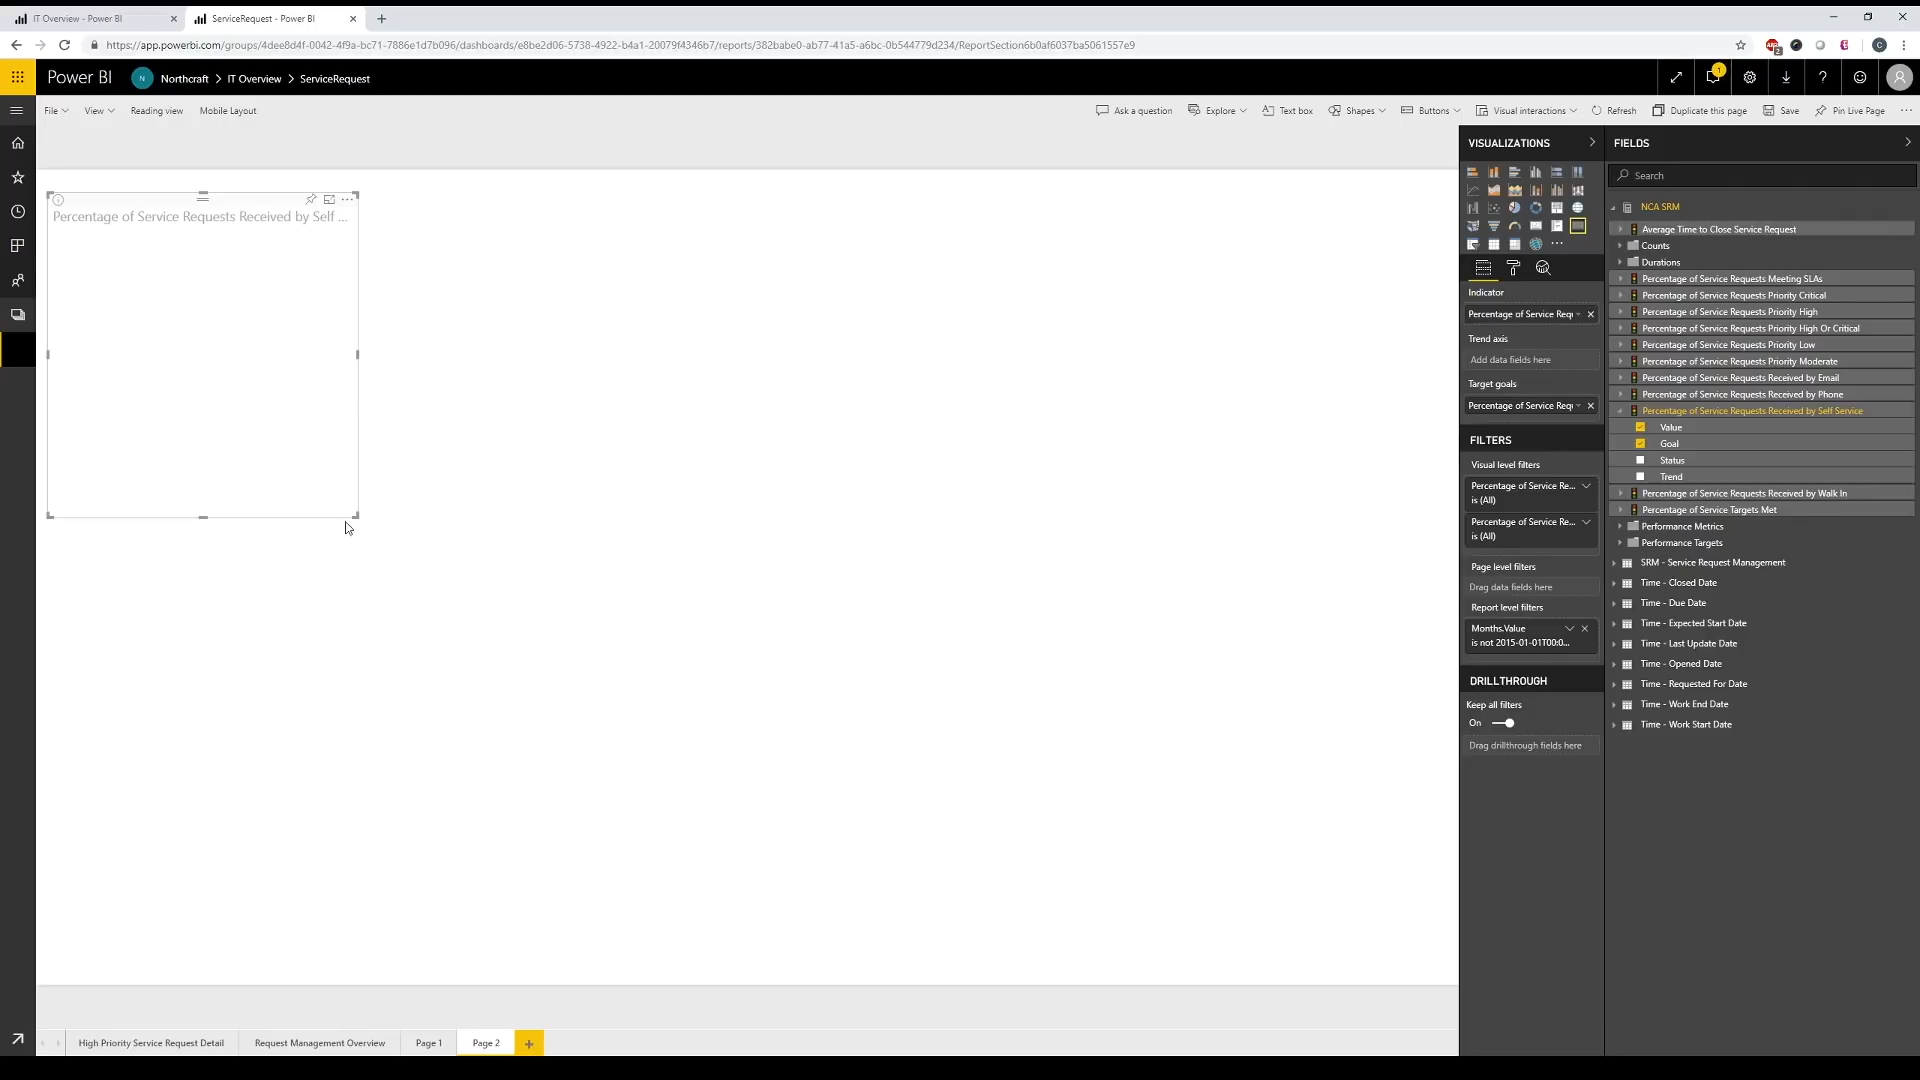 IT Overview - Power BI
ServiceRequest - Power BI
https://app.powerbi.com/groups/4dee8d4f-0042-4f9a-bc71-7886e1d7b096/dashboards/e8be2d06-5738-4922-b4a1-20079f4346b7/reports/382babe0-ab77-41a5-a6bc-0b544779d234/ReportSection6b0af6037ba5061557e9
2
C
Power BI
N
Northcraft > IT Overview > ServiceRequest
1
File
View
Reading view
Mobile Layout
Ask a question
Explore
Text box
Shapes
Buttons
Visual interactions
Refresh
Duplicate this page
Save
Pin Live Page
Percentage of Service Requests Received by Self ...
VISUALIZATIONS
Indicator
Percentage of Service Req
Trend axis
Add data fields here
Target goals
Percentage of Service Req
FILTERS
Visual level filters
Percentage of Service Re...
is (All)
Percentage of Service Re...
is (All)
Page level filters
Drag data fields here
Report level filters
Months.Value
is not 2015-01-01T00:0...
DRILLTHROUGH
Keep all filters
On
Drag drillthrough fields here
FIELDS
Search
NCA SRM
Average Time to Close Service Request
Counts
Durations
Percentage of Service Requests Meeting SLAs
Percentage of Service Requests Priority Critical
Percentage of Service Requests Priority High
Percentage of Service Requests Priority High Or Critical
Percentage of Service Requests Priority Low
Percentage of Service Requests Priority Moderate
Percentage of Service Requests Received by Email
Percentage of Service Requests Received by Phone
Percentage of Service Requests Received by Self Service
Value
Goal
Status
Trend
Percentage of Service Requests Received by Walk In
Percentage of Service Targets Met
Performance Metrics
Performance Targets
SRM - Service Request Management
Time - Closed Date
Time - Due Date
Time - Expected Start Date
Time - Last Update Date
Time - Opened Date
Time - Requested For Date
Time - Work End Date
Time - Work Start Date
High Priority Service Request Detail
Request Management Overview
Page 1
Page 2